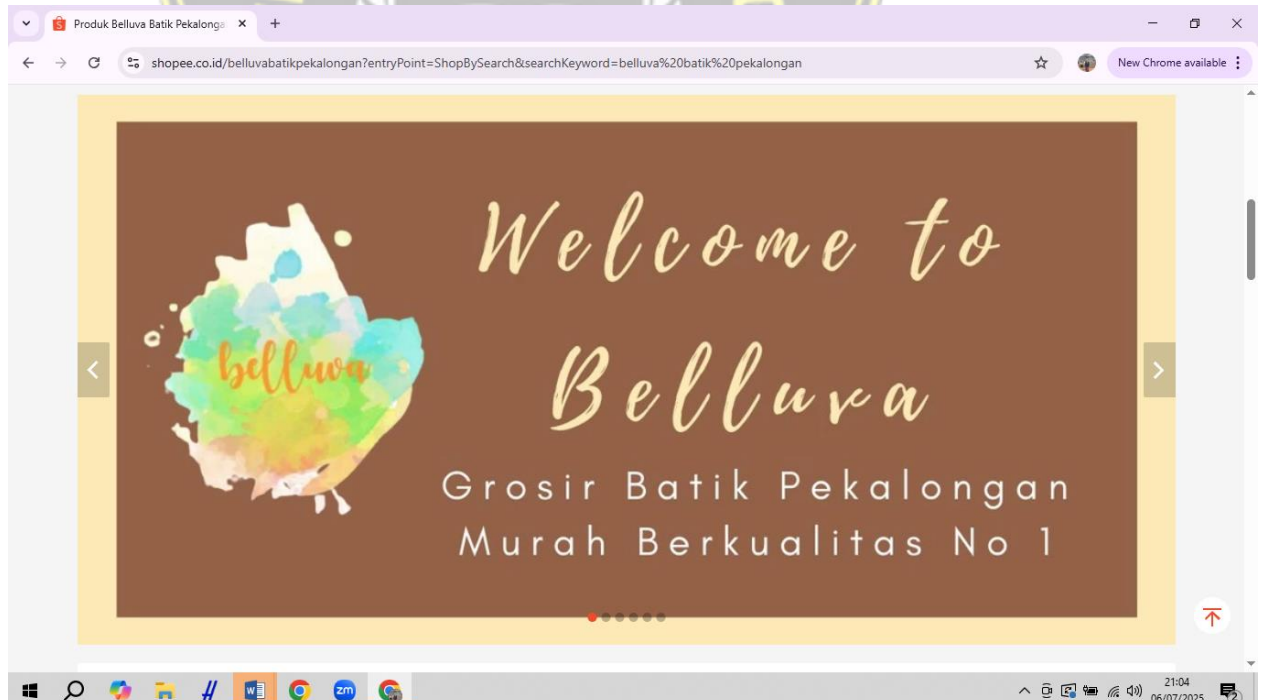 Produk Belluva Batik Pekalonga
shopee.co.id/belluvabatikpekalongan?entryPoint=ShopBySearch&searchKeyword=belluva%20batik%20pekalongan
New Chrome available
belluva
Welcome to
Belluva
Grosir Batik Pekalongan
Murah Berkualitas No 1
zm
21:04
06/07/2025